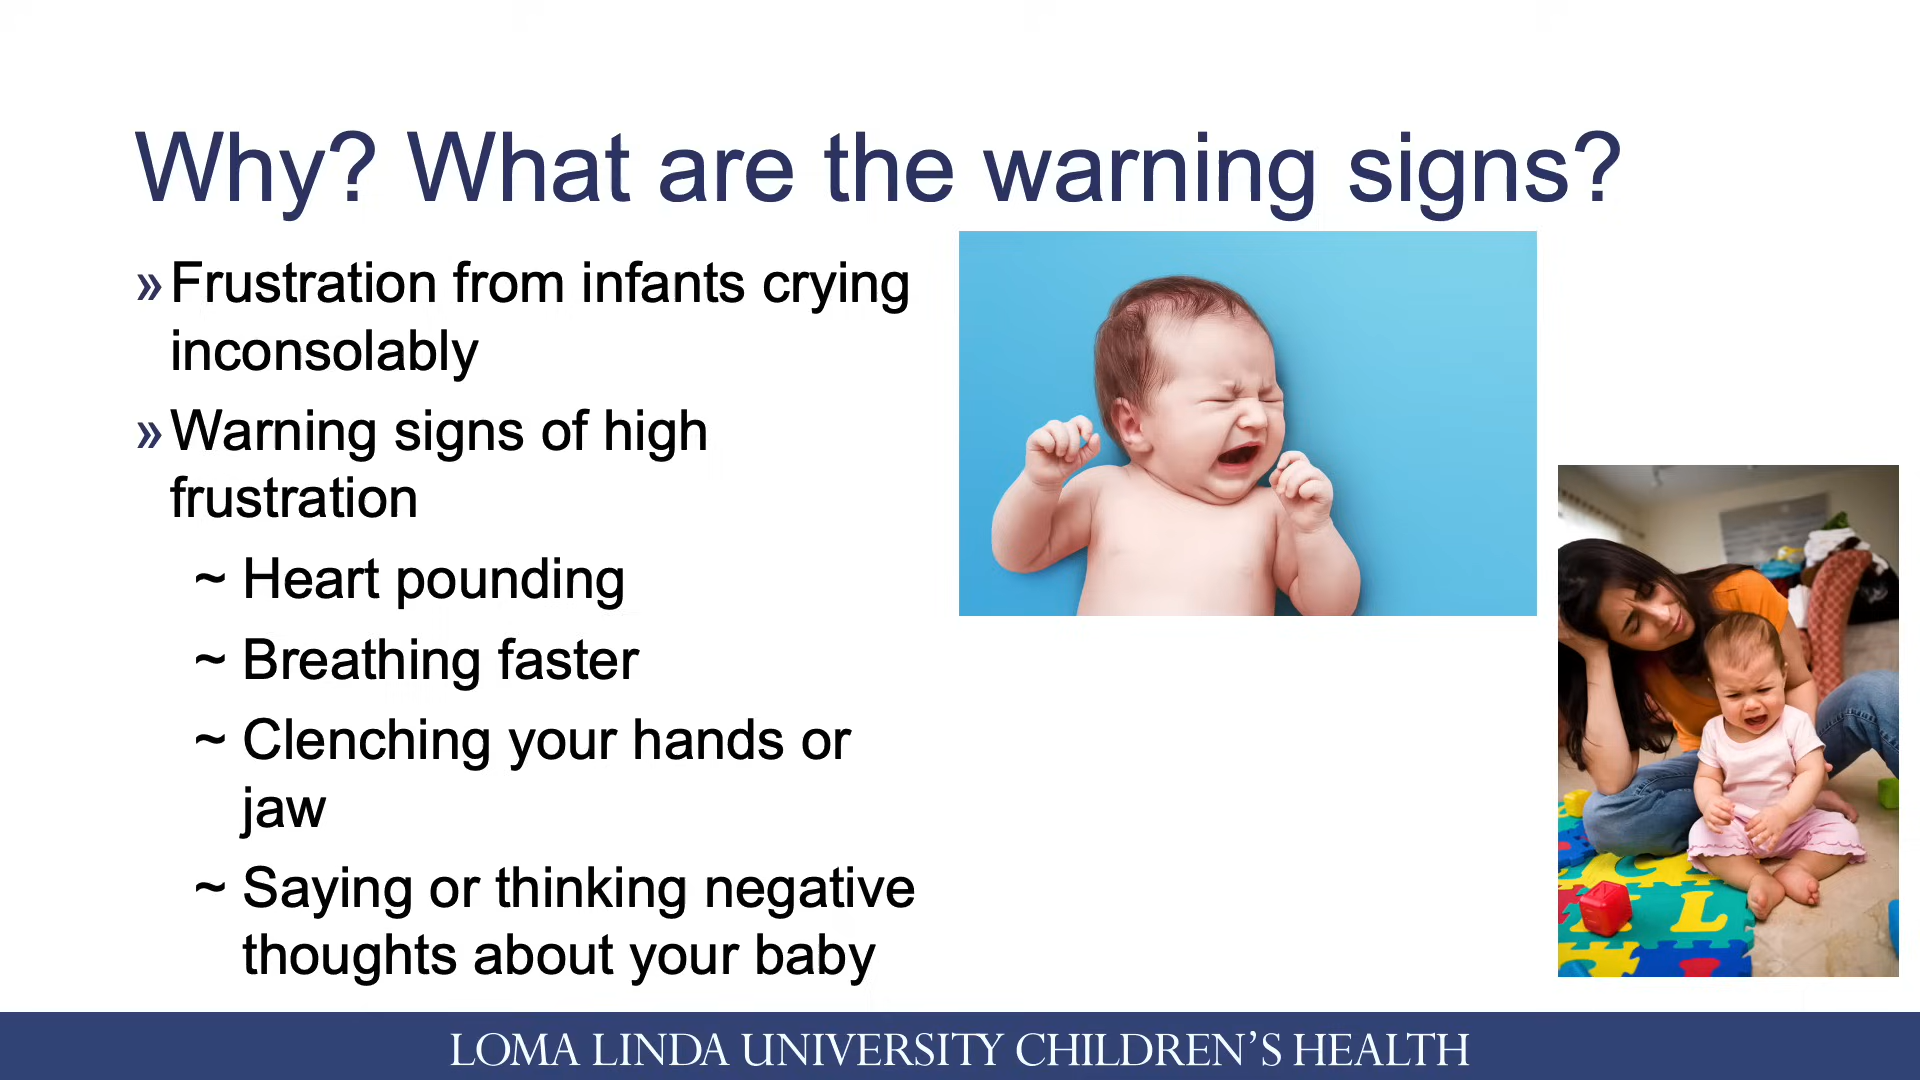 Why? What are the warning signs?
» Frustration from infants crying
inconsolably
» Warning signs of high
frustration
~ Heart pounding
~ Breathing faster
~ Clenching your hands or
jaw
~ Saying or thinking negative
thoughts about your baby
L
LOMA LINDA UNIVERSITY CHILDREN'S HEALTH